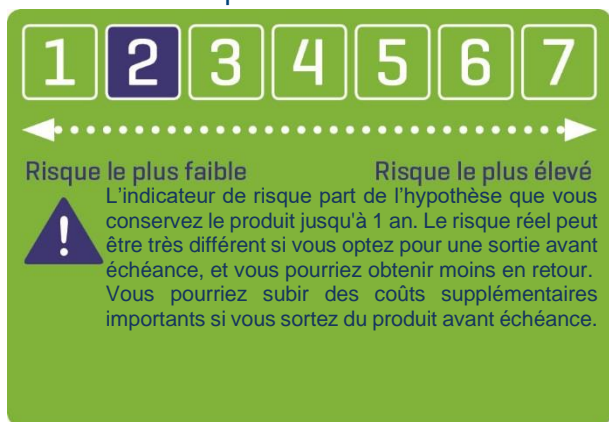 1 2 3 4 5 6 7
Risque le plus faible Risque le plus élevé
L'indicateur de risque part de l'hypothèse que vous
conservez le produit jusqu'à 1 an. Le risque réel peut
être très différent si vous optez pour une sortie avant
échéance, et vous pourriez obtenir moins en retour.
Vous pourriez subir des coûts supplémentaires
importants si vous sortez du produit avant échéance.